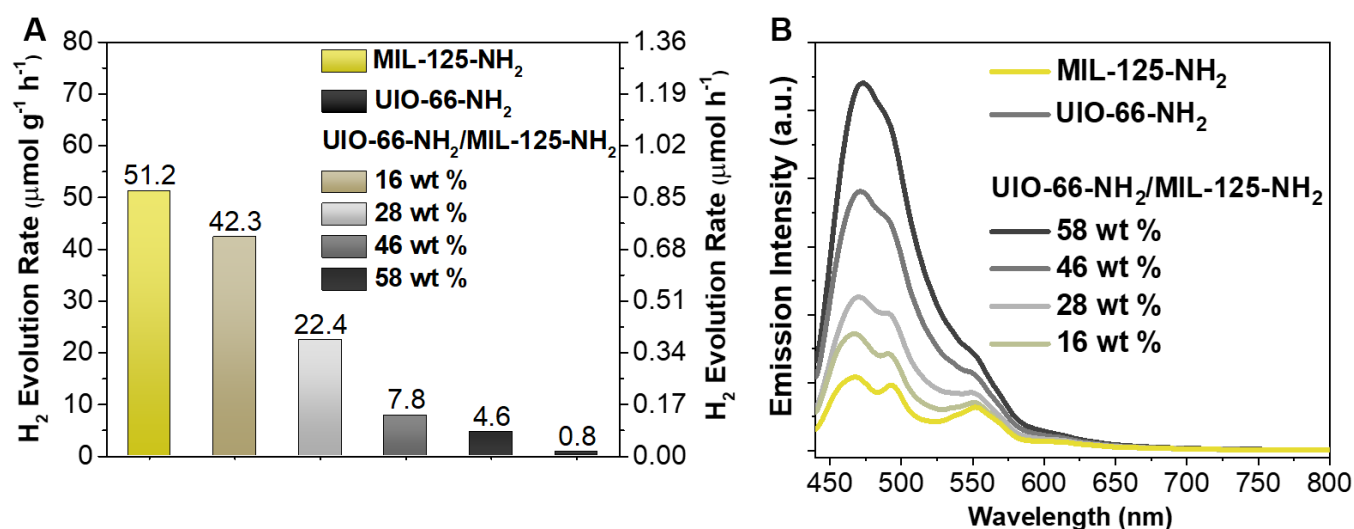 A
H₂ Evolution Rate (μmol g⁻¹ h⁻¹)
80
70
60
50
40
30
20
10
0
51.2
42.3
22.4
7.8
4.6
0.8
MIL-125-NH₂
UIO-66-NH₂
UIO-66-NH₂/MIL-125-NH₂
16 wt %
28 wt %
46 wt %
58 wt %
1.36
1.19
1.02
0.85
0.68
0.51
0.34
0.17
0.00
H₂ Evolution Rate (μmol h⁻¹)
B
Emission Intensity (a.u.)
MIL-125-NH₂
UIO-66-NH₂
UIO-66-NH₂/MIL-125-NH₂
58 wt %
46 wt %
28 wt %
16 wt %
450 500 550 600 650 700 750 800
Wavelength (nm)